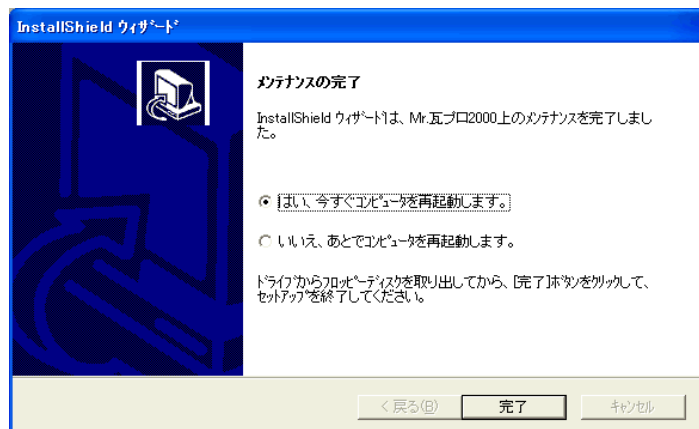 InstallShield ウィザード
メンテナンスの完了
InstallShield ウィザードは、Mr.瓦プロ2000上のメンテナンスを完了しまし
た。
はい、今すぐコンピュータを再起動します。
いいえ、あとでコンピュータを再起動します。
ドライブからフロッピーディスクを取り出してから、[完了]ボタンをクリックして、
セットアップを終了してください。
< 戻る(B)
完了
キャンセル